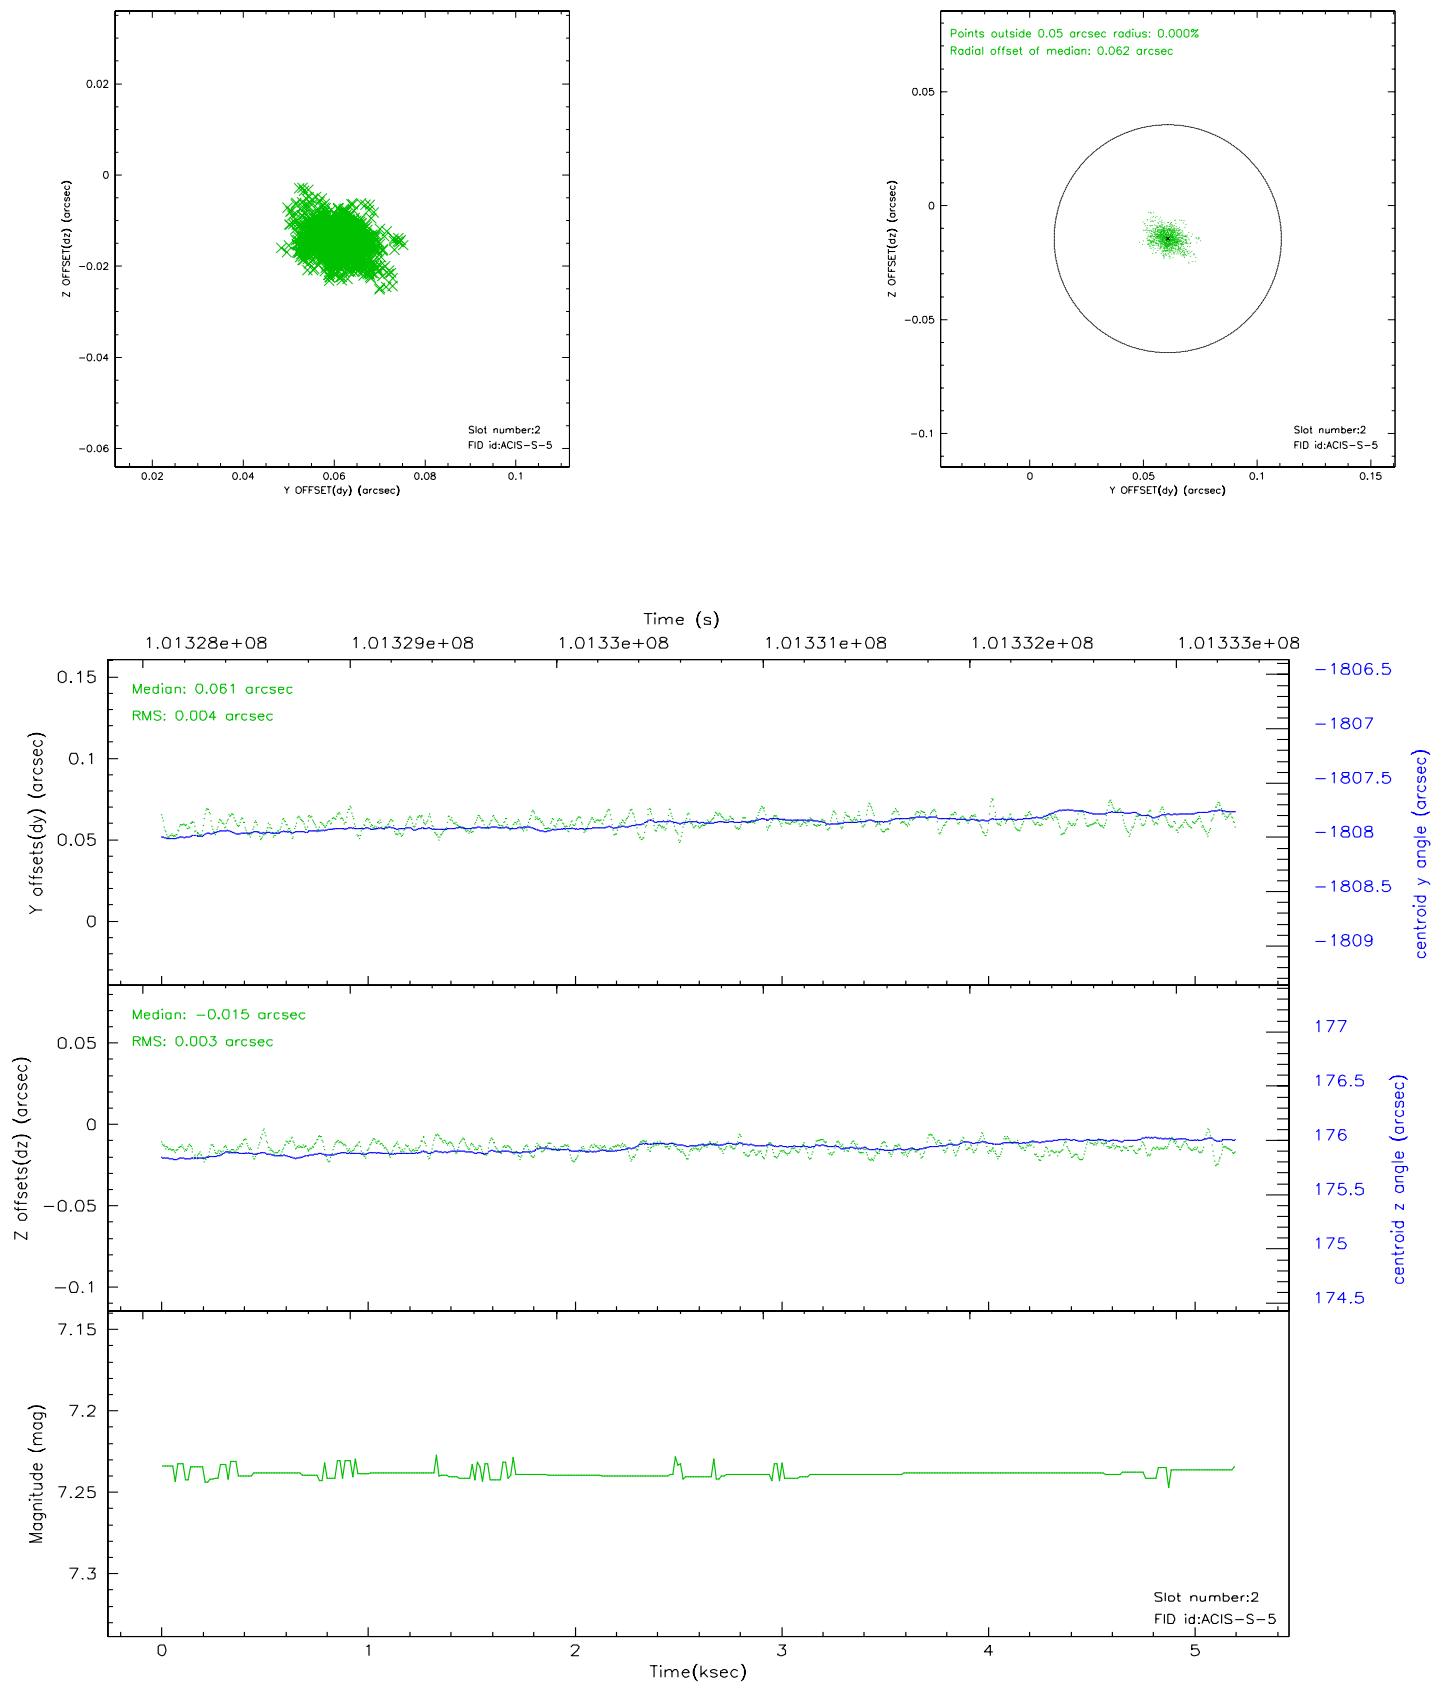 0.02
0
-0.02
-0.04
-0.06
Z OFFSET(dz) (arcsec)
Slot number:2
FID id:ACIS-S-5
0.02 0.04 0.06 0.08 0.1
Y OFFSET(dy) (arcsec)
Points outside 0.05 arcsec radius: 0.000%
Radial offset of median: 0.062 arcsec
0.05
0
-0.05
-0.1
Z OFFSET(dz) (arcsec)
Slot number:2
FID id:ACIS-S-5
0 0.05 0.1 0.15
Y OFFSET(dy) (arcsec)
Time (s)
1.01328e+08 1.01329e+08 1.0133e+08 1.01331e+08 1.01332e+08 1.01333e+08
Median: 0.061 arcsec
RMS: 0.004 arcsec
0.15
0.1
0.05
0
Y offsets(dy) (arcsec)
-1806.5
-1807
-1807.5
-1808
-1808.5
-1809
centroid y angle (arcsec)
Median: -0.015 arcsec
RMS: 0.003 arcsec
0.05
0
-0.05
-0.1
Z offsets(dz) (arcsec)
177
176.5
176
175.5
175
174.5
centroid z angle (arcsec)
7.15
7.2
7.25
7.3
Magnitude (mag)
Slot number:2
FID id:ACIS-S-5
0 1 2 3 4 5
Time(ksec)